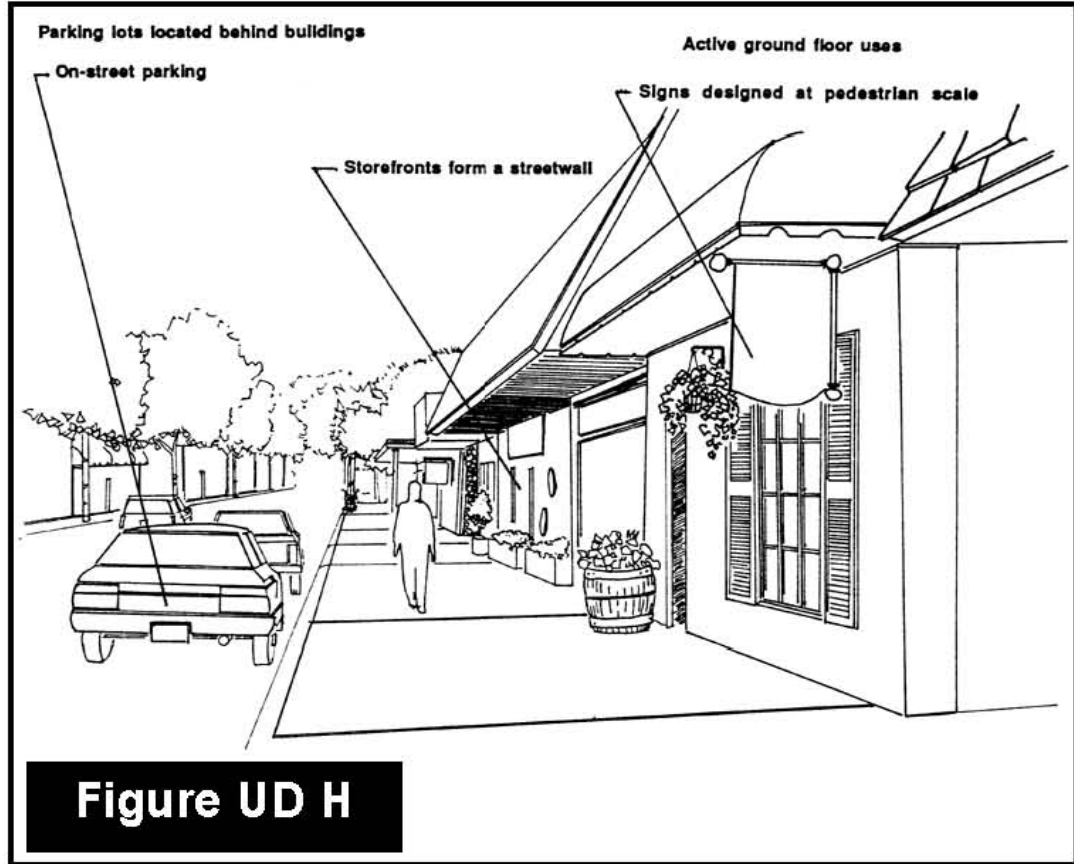 Parking lots located behind buildings
On-street parking
Active ground floor uses
Signs designed at pedestrian scale
Storefronts form a streetwall
Figure UD H